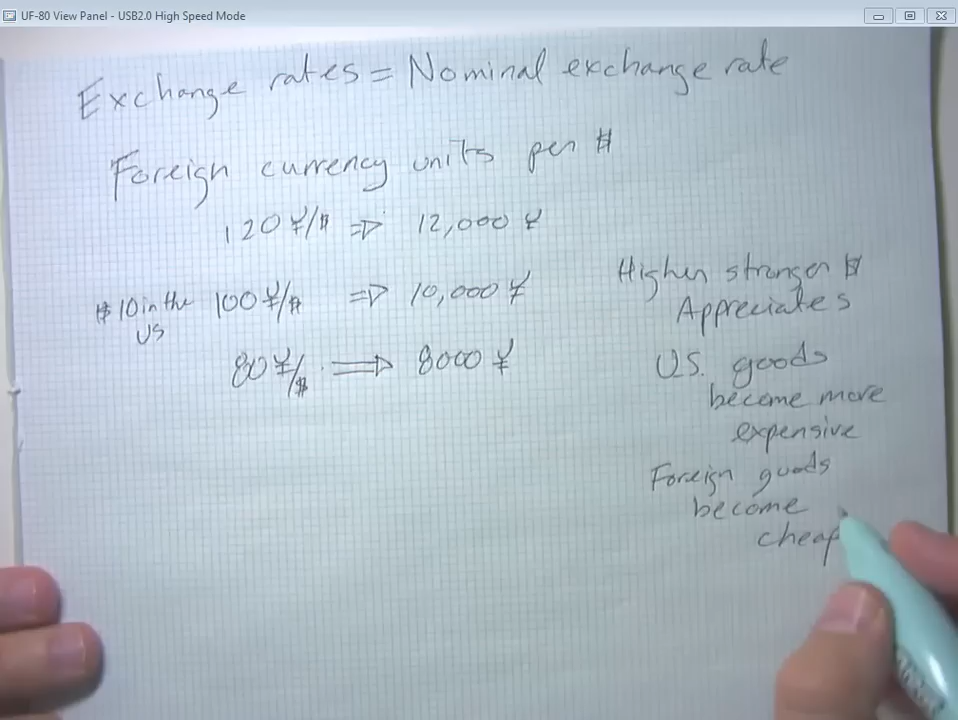 UF-80 View Panel - USB2.0 High Speed Mode
Exchange rates = Nominal exchange rate
Foreign currency units per $
120 ¥/$ ⇒ 12,000 ¥
$10 in the US
100 ¥/$ ⇒ 10,000 ¥
80 ¥/$ ⇒ 8000 ¥
Higher stronger $
Appreciates
U.S. goods
become more
expensive
Foreign goods
become
cheap